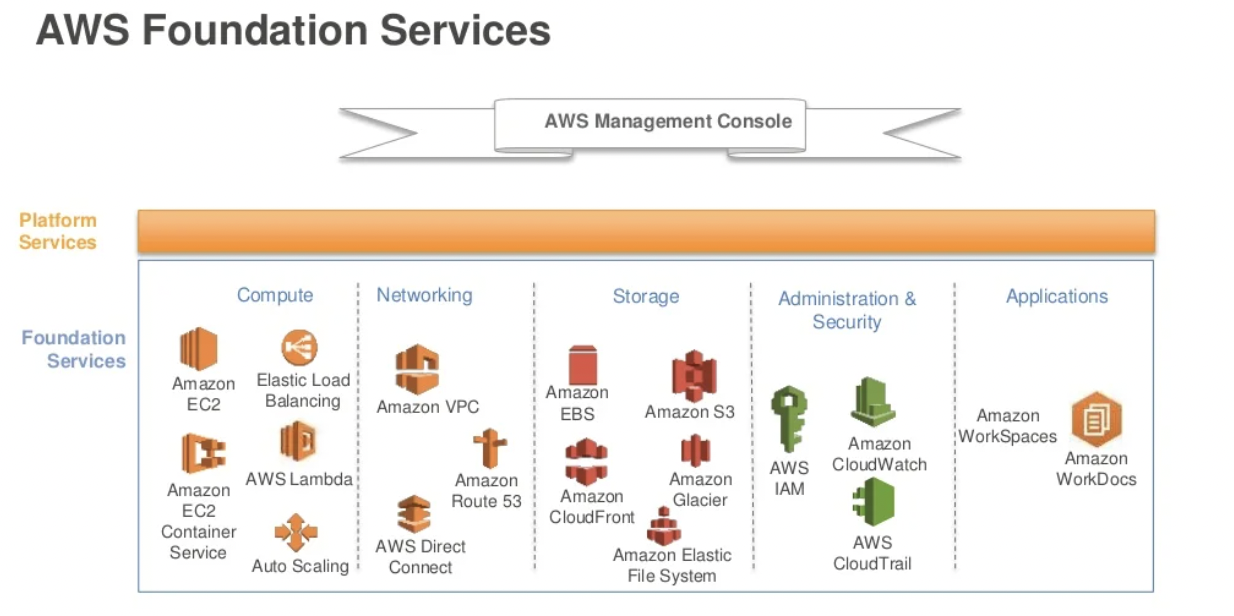 AWS Foundation Services
AWS Management Console
Platform
Services
Foundation
Services
Compute
Amazon
EC2
Elastic Load
Balancing
Amazon
EC2
Container
Service
AWS Lambda
Auto Scaling
Networking
Amazon VPC
Amazon
Route 53
AWS Direct
Connect
Storage
Amazon
EBS
Amazon S3
Amazon
CloudFront
Amazon
Glacier
Amazon Elastic
File System
Administration &
Security
AWS
IAM
Amazon
CloudWatch
AWS
CloudTrail
Applications
Amazon
WorkSpaces
Amazon
WorkDocs